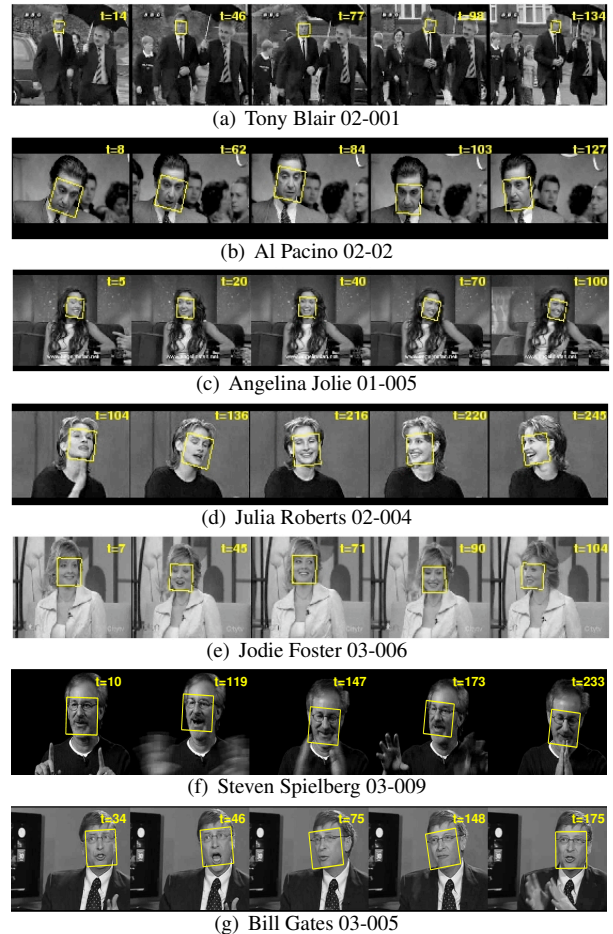 t=14 t=46 t=77 t=98 t=134
(a) Tony Blair 02-001
t=8 t=62 t=84 t=103 t=127
(b) Al Pacino 02-02
t=5 t=20 t=40 t=70 t=100
(c) Angelina Jolie 01-005
t=104 t=136 t=216 t=220 t=245
(d) Julia Roberts 02-004
t=7 t=45 t=71 t=90 t=104
(e) Jodie Foster 03-006
t=10 t=119 t=147 t=173 t=233
(f) Steven Spielberg 03-009
t=34 t=46 t=75 t=148 t=175
(g) Bill Gates 03-005